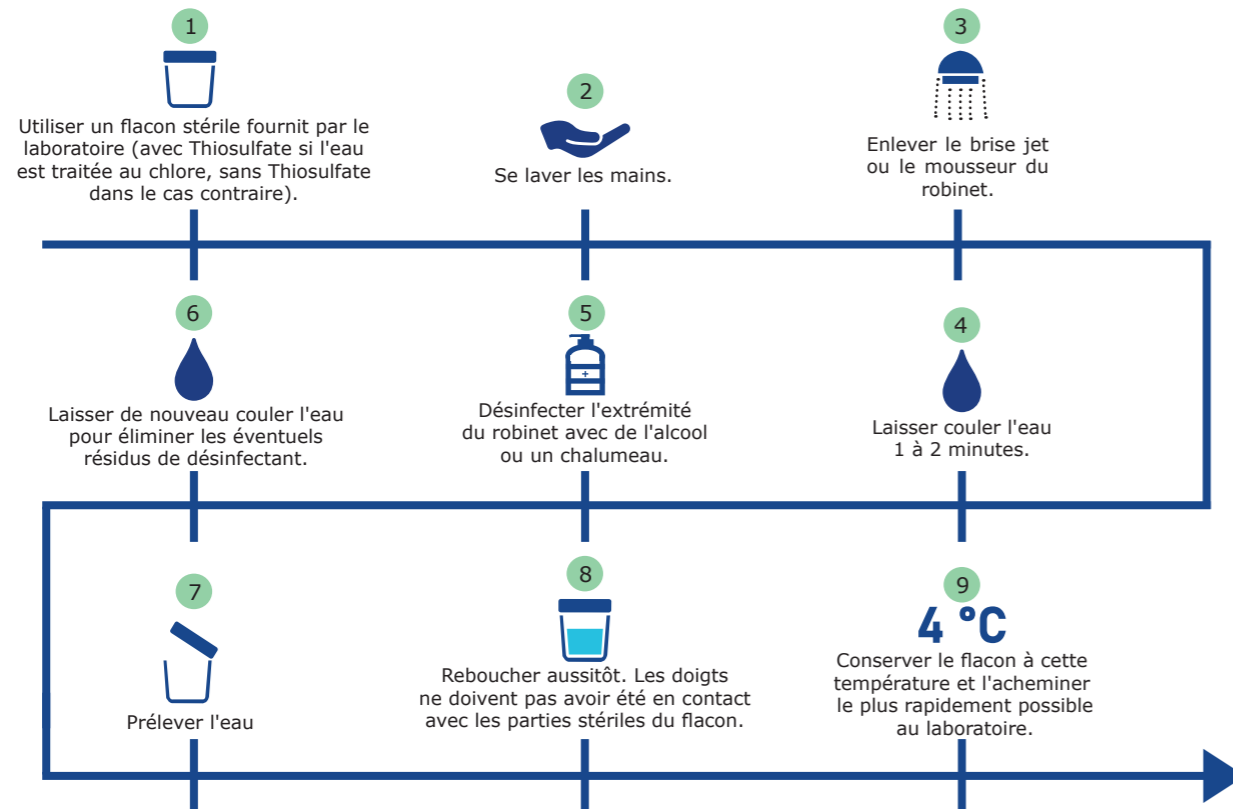 1
Utiliser un flacon stérile fournit par le
laboratoire (avec Thiosulfate si l'eau
est traitée au chlore, sans Thiosulfate
dans le cas contraire).
2
Se laver les mains.
3
Enlever le brise jet
ou le mousseur du
robinet.
4
Laisser couler l'eau
1 à 2 minutes.
5
Désinfecter l'extrémité
du robinet avec de l'alcool
ou un chalumeau.
6
Laisser de nouveau couler l'eau
pour éliminer les éventuels
résidus de désinfectant.
7
Prélever l'eau
8
Reboucher aussitôt. Les doigts
ne doivent pas avoir été en contact
avec les parties stériles du flacon.
9
4 °C
Conserver le flacon à cette
température et l'acheminer
le plus rapidement possible
au laboratoire.